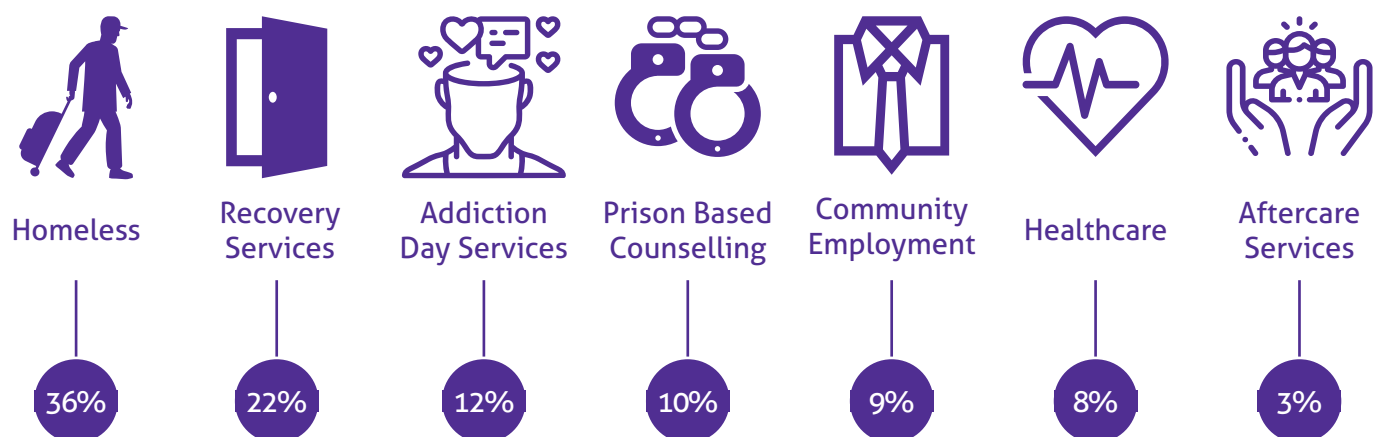 Homeless
Recovery
Services
Addiction
Day Services
Prison Based
Counselling
Community
Employment
Healthcare
Aftercare
Services
36%
22%
12%
10%
9%
8%
3%